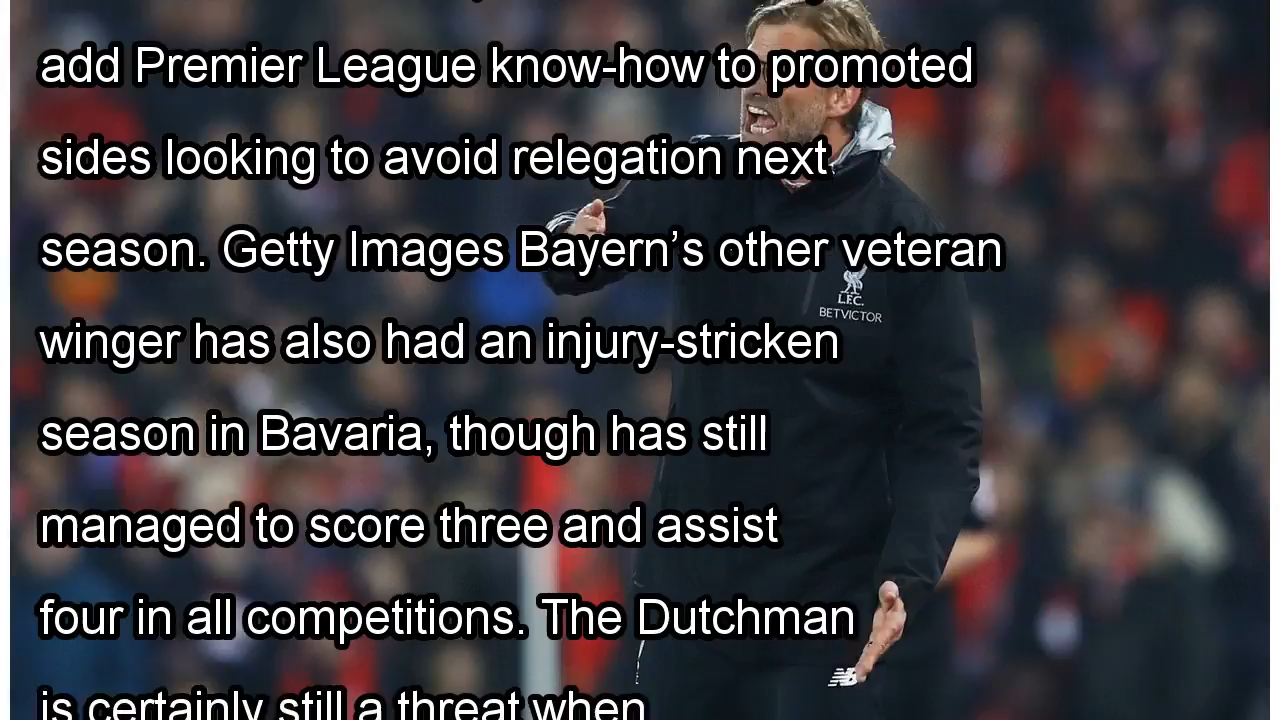 add Premier League know-how to promoted
sides looking to avoid relegation next
season. Getty Images Bayern’s other veteran
winger has also had an injury-stricken
season in Bavaria, though has still
managed to score three and assist
four in all competitions. The Dutchman
is certainly still a threat when
L.F.C.
BETVICTOR